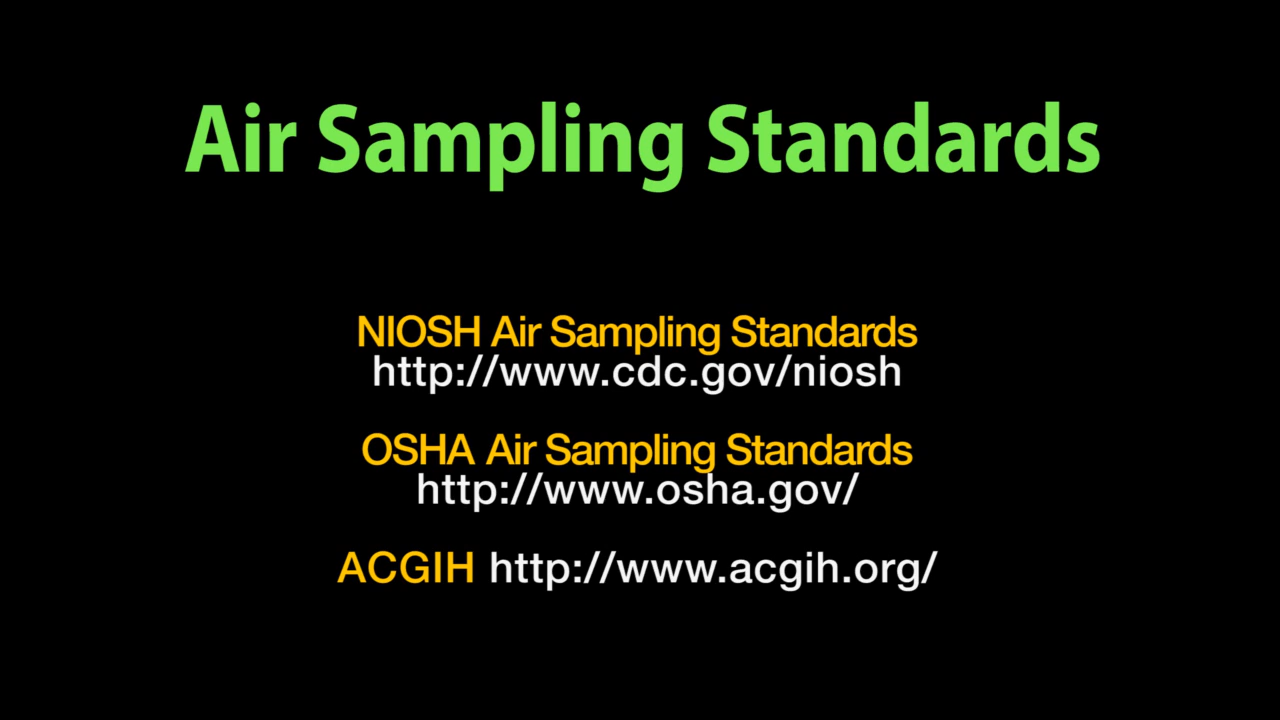 Air Sampling Standards
NIOSH Air Sampling Standards
http://www.cdc.gov/niosh
OSHA Air Sampling Standards
http://www.osha.gov/
ACGIH http://www.acgih.org/